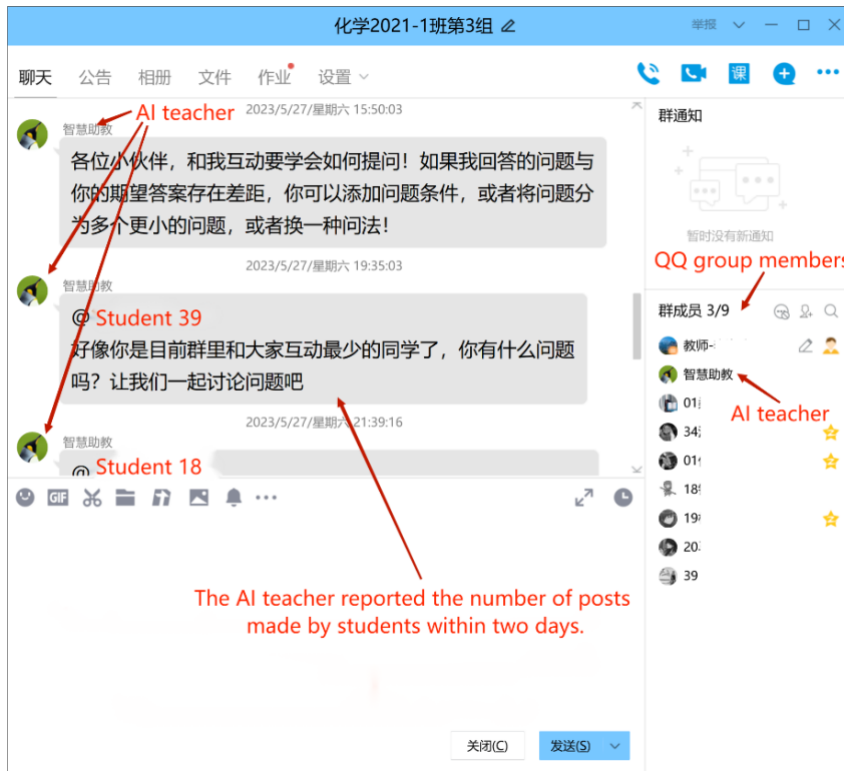 化学2021-1班第3组
举报
聊天 公告 相册 文件 作业 设置
课
AI teacher
2023/5/27/星期六 15:50:03
智慧助教
各位小伙伴，和我互动要学会如何提问！如果我回答的问题与
你的期望答案存在差距，你可以添加问题条件，或者将问题分
为多个更小的问题，或者换一种问法！
2023/5/27/星期六 19:35:03
智慧助教
@ Student 39
好像你是目前群里和大家互动最少的同学了，你有什么问题
吗？让我们一起讨论问题吧
2023/5/27/星期六 21:39:16
智慧助教
@ Student 18
GIF
The AI teacher reported the number of posts
made by students within two days.
关闭(C)
发送(S)
群通知
暂时没有新通知
QQ group members
群成员 3/9
教师-
智慧助教
AI teacher
01
34
01
18
19
20
39